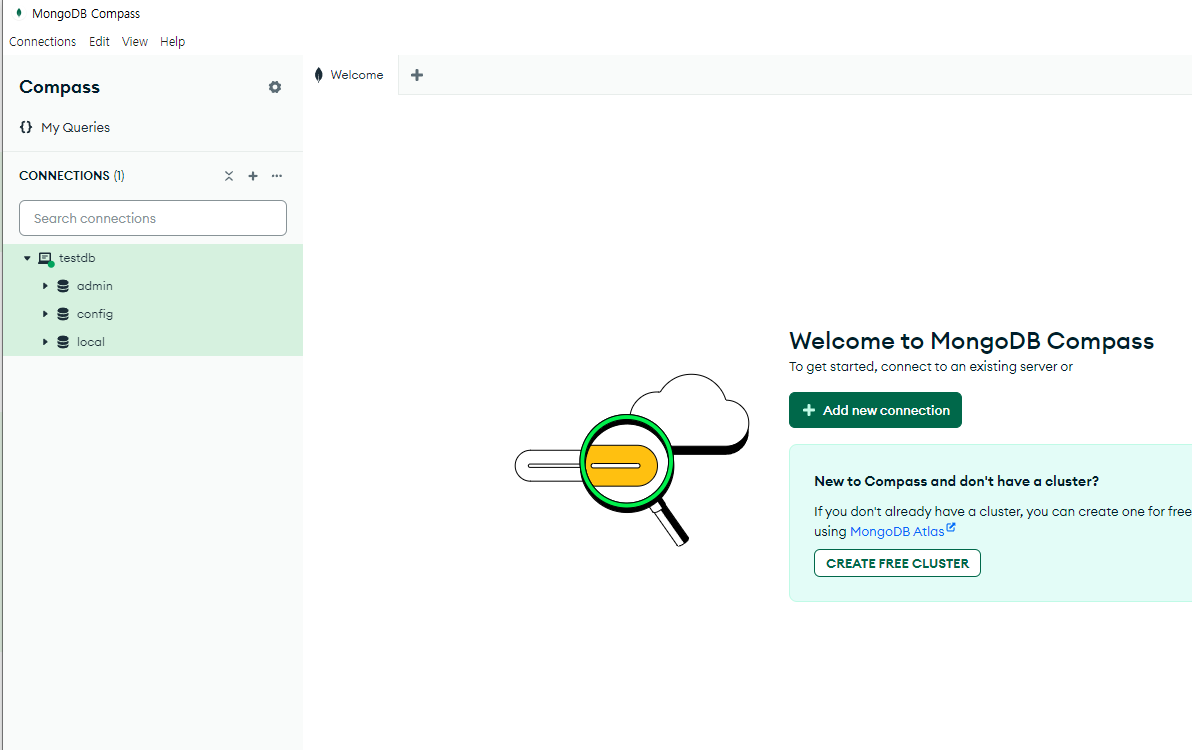 MongoDB Compass
Connections Edit View Help
Compass
Welcome
{} My Queries
CONNECTIONS (1)
Search connections
testdb
admin
config
local
Welcome to MongoDB Compass
To get started, connect to an existing server or
Add new connection
New to Compass and don't have a cluster?
If you don't already have a cluster, you can create one for free
using MongoDB Atlas
CREATE FREE CLUSTER